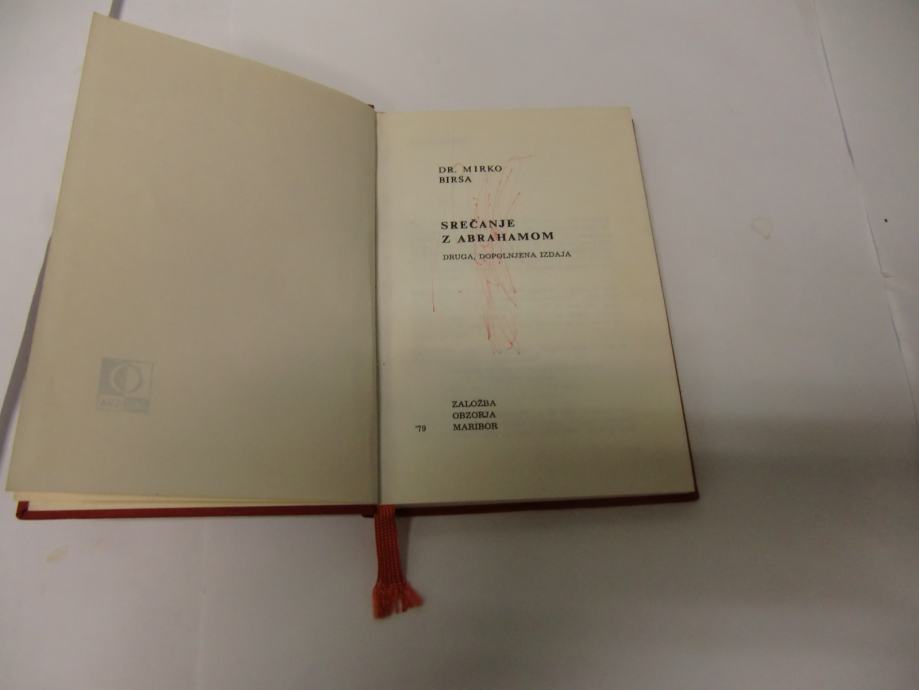 DR. MIRKO
BIRSA
SREČANJE
Z ABRAHAMOM
DRUGA, DOPOLNJENA IZDAJA
ZALOŽBA
OBZORJA
'79 MARIBOR